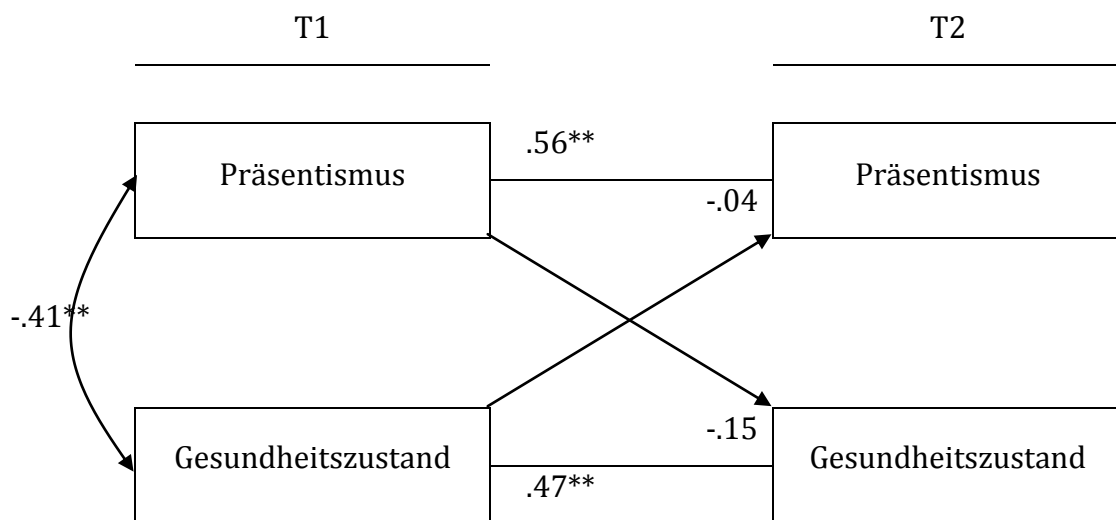 T1
T2
.56**
Präsentismus
Präsentismus
-.04
-.41**
-.15
Gesundheitszustand
Gesundheitszustand
.47**